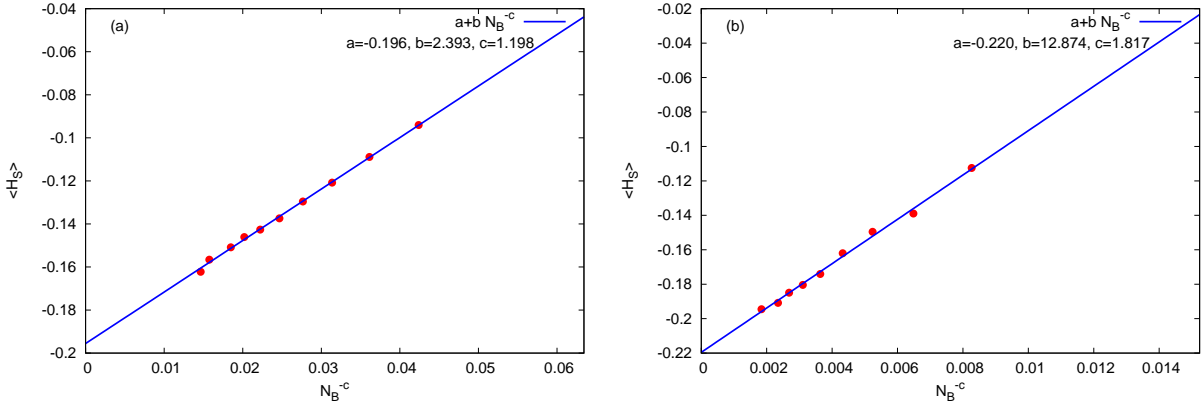 (a)
a+b N_B^-c
a=-0.196, b=2.393, c=1.198
-0.04
-0.06
-0.08
-0.1
-0.12
-0.14
-0.16
-0.18
-0.2
<H_S>
0 0.01 0.02 0.03 0.04 0.05 0.06
N_B^-c
(b)
a+b N_B^-c
a=-0.220, b=12.874, c=1.817
-0.02
-0.04
-0.06
-0.08
-0.1
-0.12
-0.14
-0.16
-0.18
-0.2
-0.22
<H_S>
0 0.002 0.004 0.006 0.008 0.01 0.012 0.014
N_B^-c